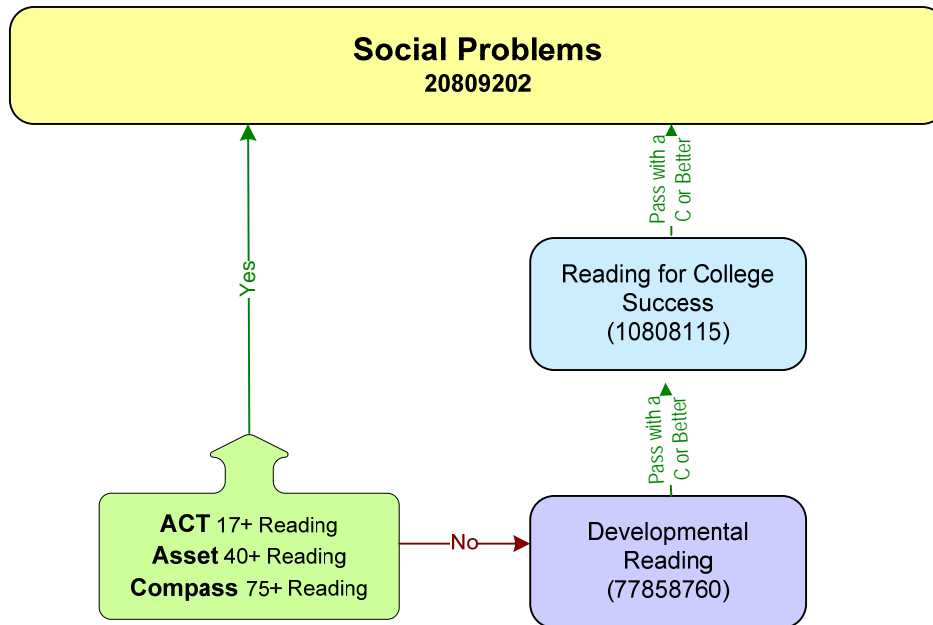 Social Problems
20809202
Pass with a
C or Better
Yes
Reading for College
Success
(10808115)
Pass with a
C or Better
ACT 17+ Reading
Asset 40+ Reading
Compass 75+ Reading
No
Developmental
Reading
(77858760)